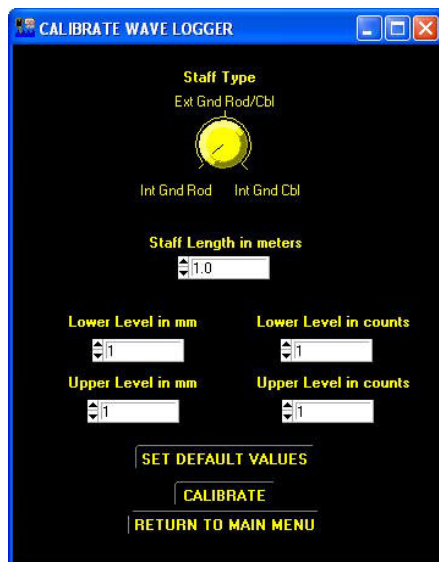 CALIBRATE WAVE LOGGER
Staff Type
Ext Gnd Rod/Cbl
Int Gnd Rod Int Gnd Cbl
Staff Length in meters
1.0
Lower Level in mm Lower Level in counts
1 1
Upper Level in mm Upper Level in counts
1 1
SET DEFAULT VALUES
CALIBRATE
RETURN TO MAIN MENU